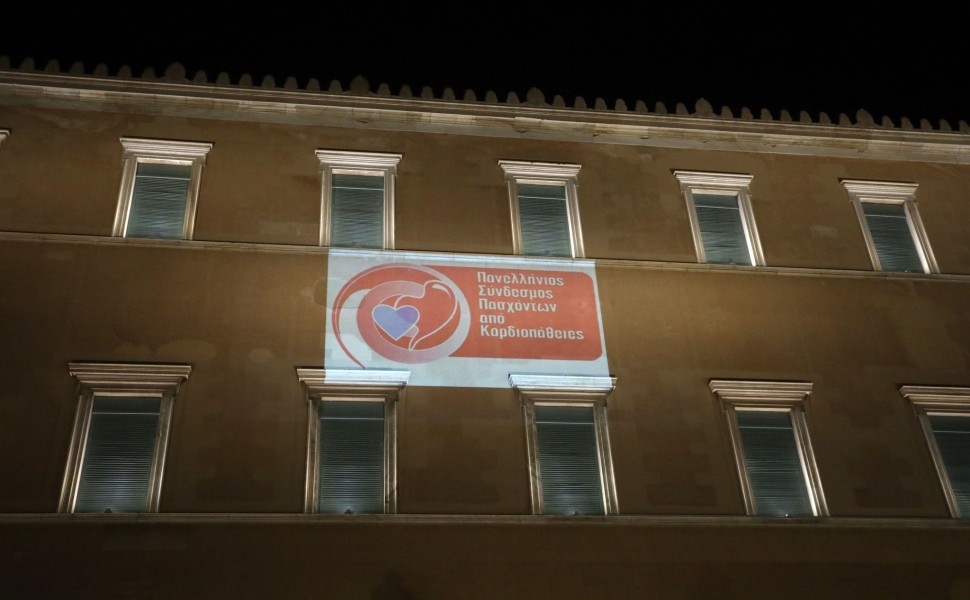 Πανελλήνιος
Σύνδεσμος
Πασχόντων
από
Καρδιοπάθειες